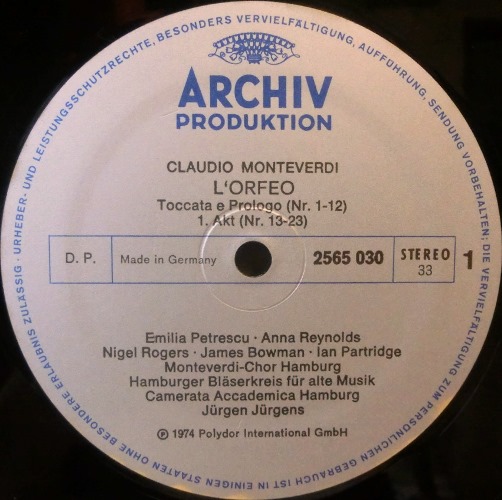 URHEBER- UND LEISTUNGSSCHUTZRECHTE, BESONDERS VERVIELFÄLTIGUNG, AUFFÜHRUNG, SENDUNG VORBEHALTEN; DIE VERVIELFÄLTIGUNG ZUM PERSÖNLICHEN GEBRAUCH IST IN EINIGEN STAATEN OHNE BESONDERE ERLAUBNIS ZULÄSSIG ·
ARCHIV
PRODUKTION
CLAUDIO MONTEVERDI
L'ORFEO
Toccata e Prologo (Nr. 1-12)
1. Akt (Nr. 13-23)
D. P. Made in Germany 2565 030 STEREO 33 1
Emilia Petrescu · Anna Reynolds
Nigel Rogers · James Bowman · Ian Partridge
Monteverdi-Chor Hamburg
Hamburger Bläserkreis für alte Musik
Camerata Accademica Hamburg
Jürgen Jürgens
℗ 1974 Polydor International GmbH